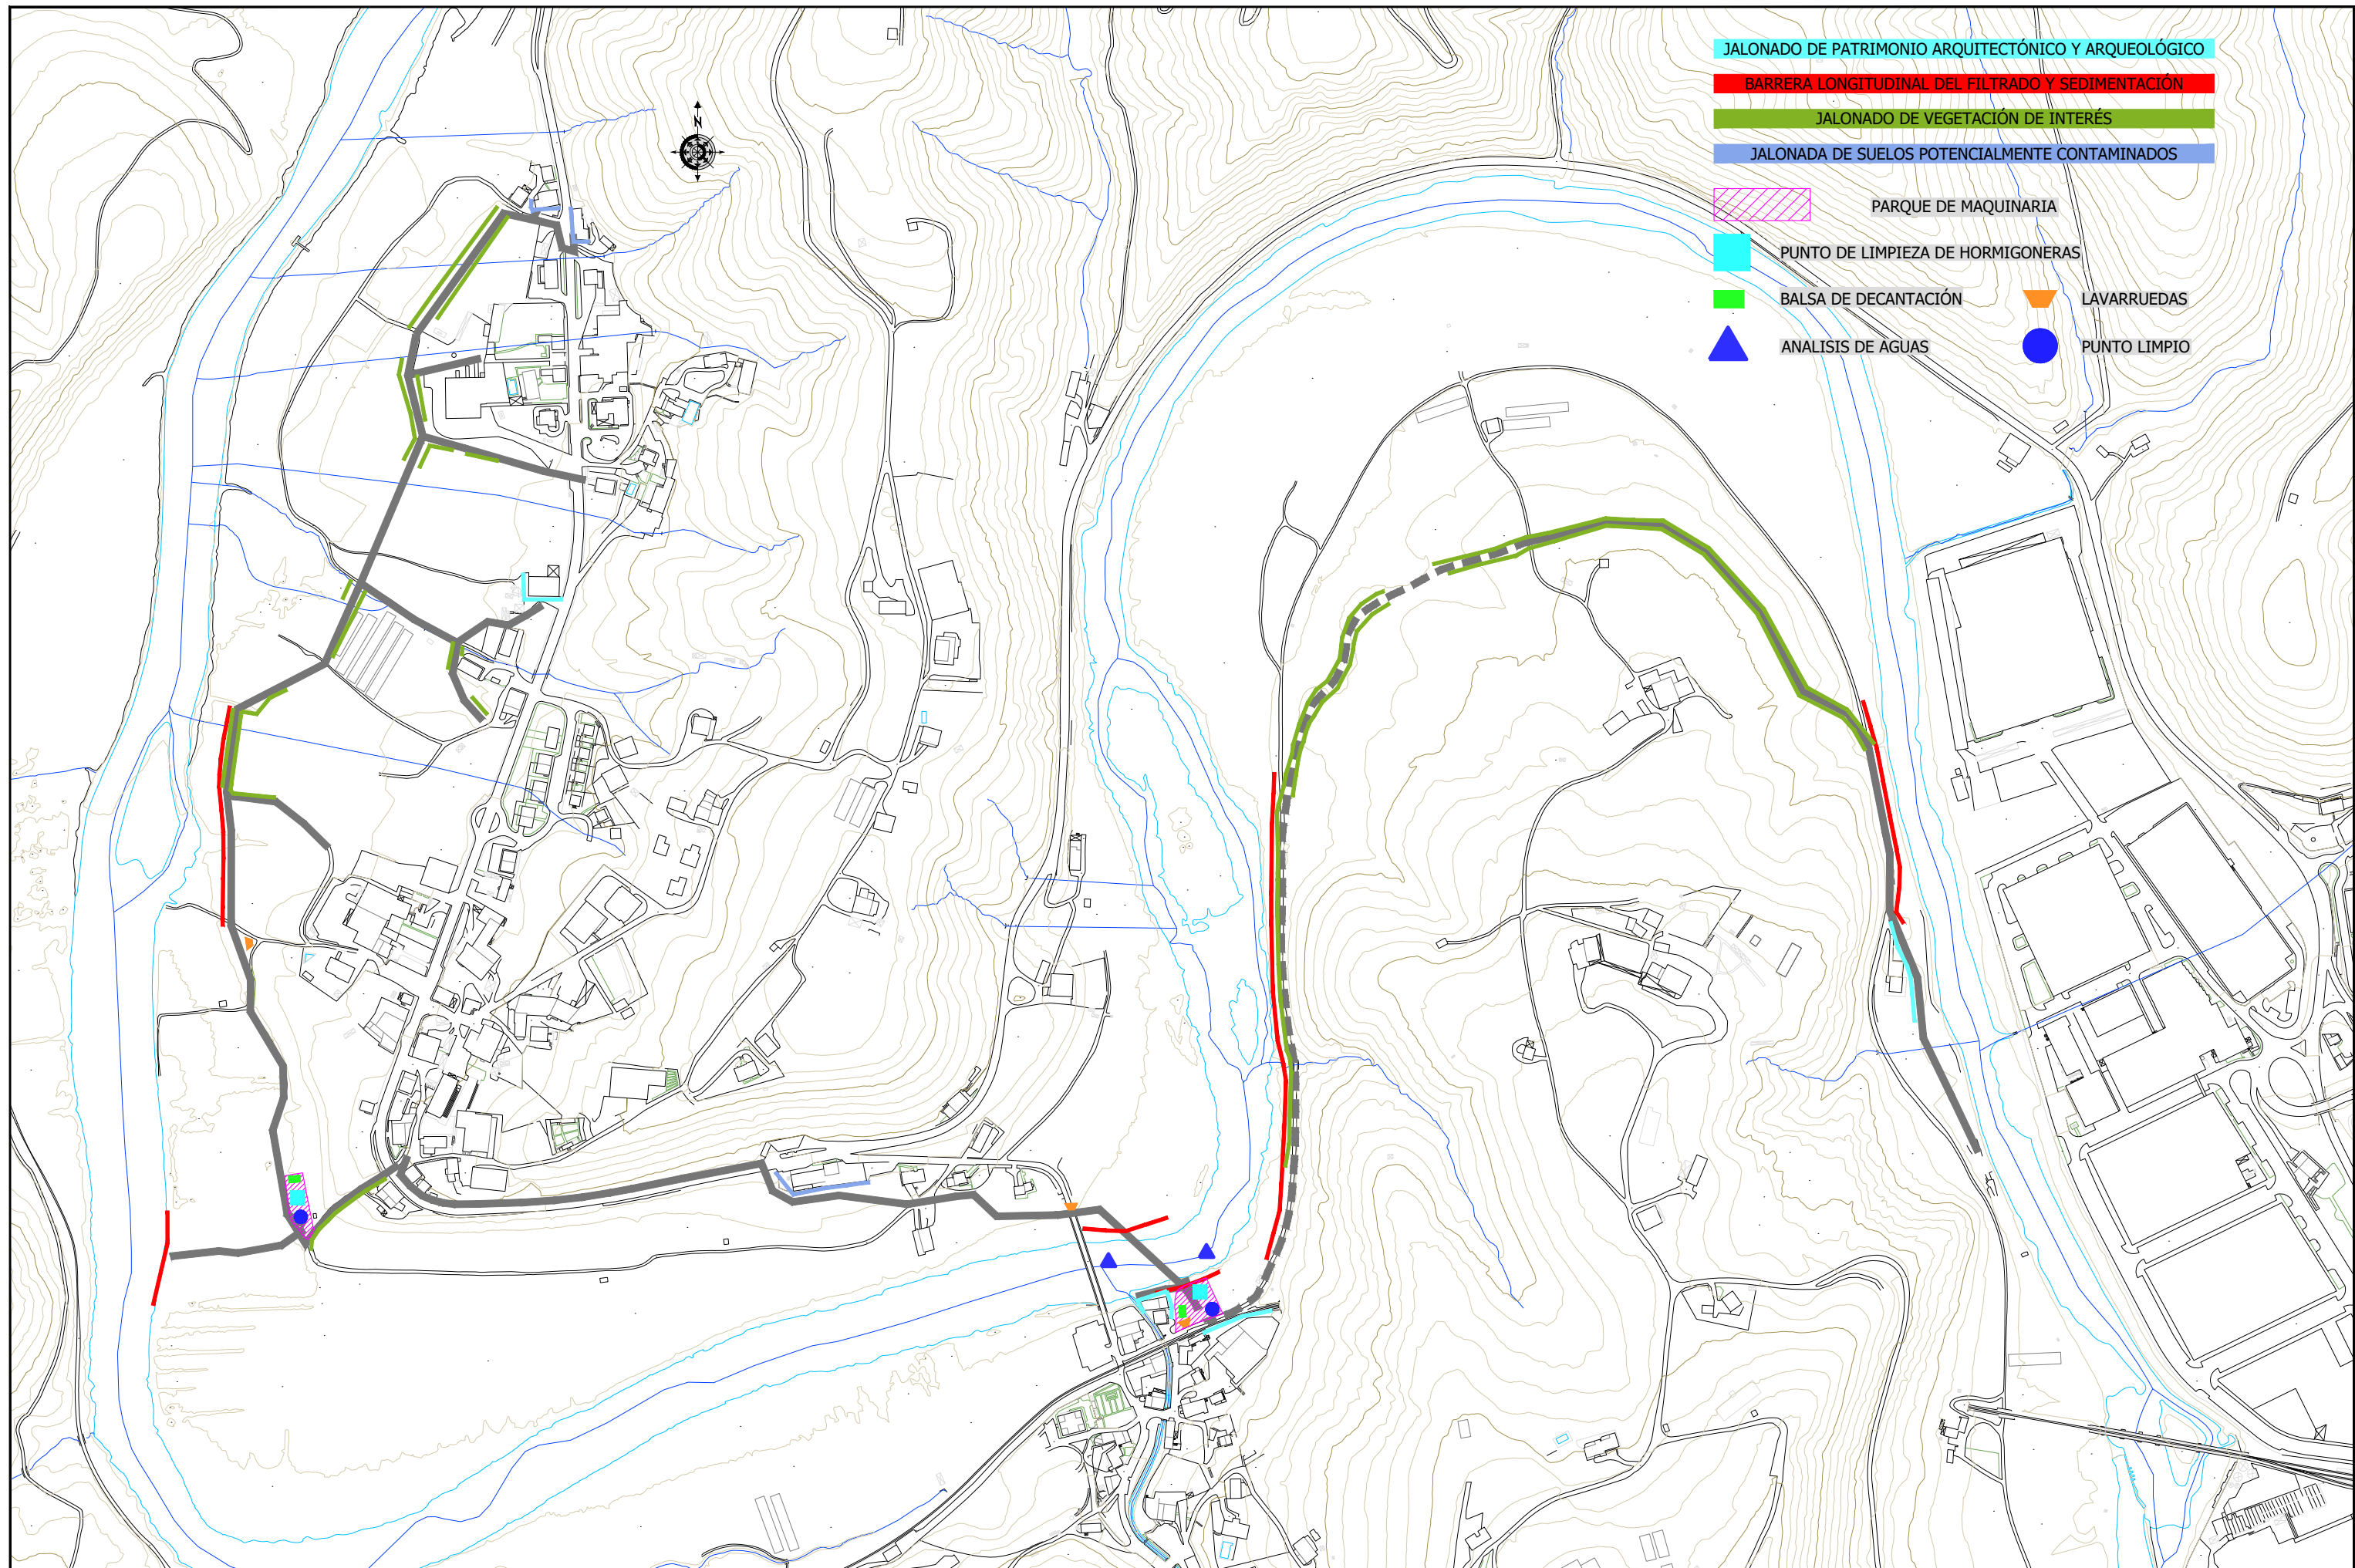 N
JALONADO DE PATRIMONIO ARQUITECTÓNICO Y ARQUEOLÓGICO
BARRERA LONGITUDINAL DEL FILTRADO Y SEDIMENTACIÓN
JALONADO DE VEGETACIÓN DE INTERÉS
JALONADA DE SUELOS POTENCIALMENTE CONTAMINADOS
PARQUE DE MAQUINARIA
PUNTO DE LIMPIEZA DE HORMIGONERAS
BALSA DE DECANTACIÓN
LAVARRUEDAS
ANALISIS DE AGUAS
PUNTO LIMPIO